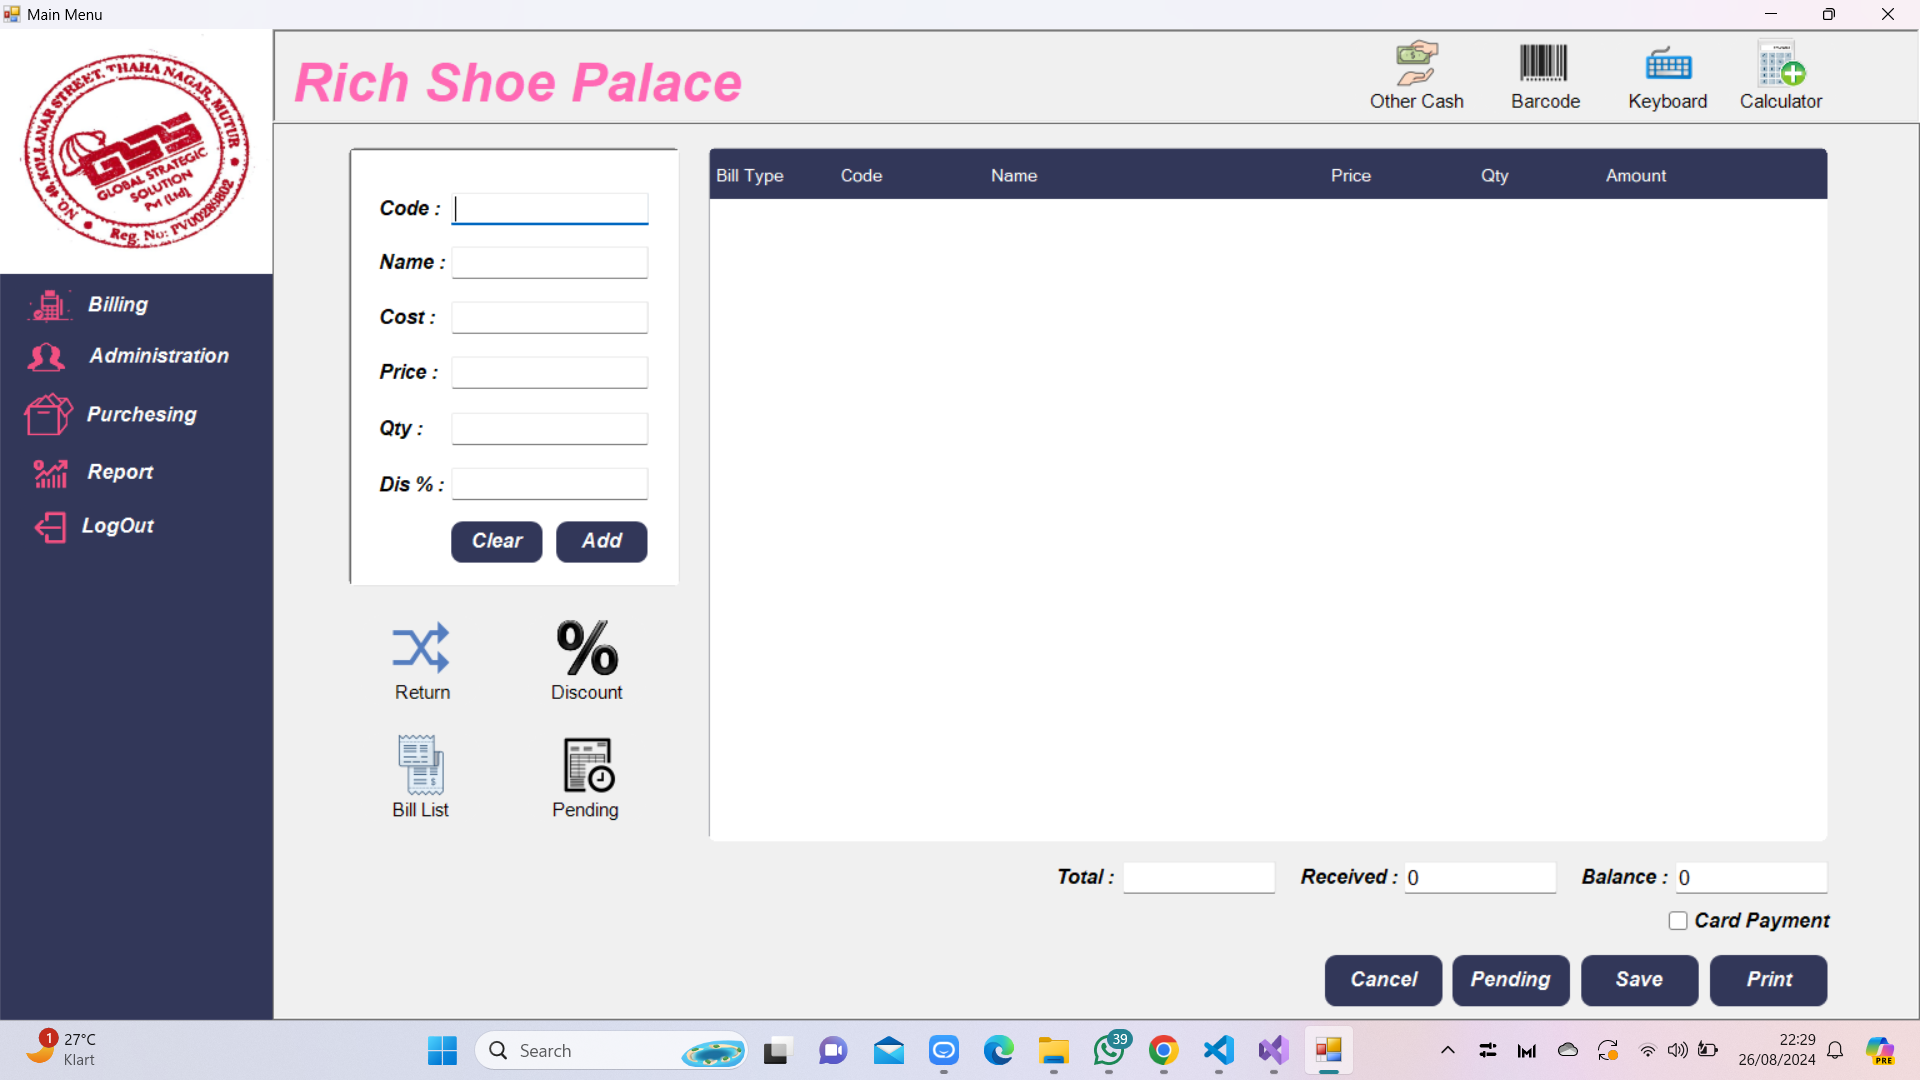 Main Menu
NO. 46, KOLLANAR STREET, THAHA NAGAR, MUTUR
GSS
GLOBAL STRATEGIC
SOLUTION
Pvt (Ltd)
Reg. No: PV00289802
Rich Shoe Palace
Other Cash
Barcode
Keyboard
Calculator
Billing
Administration
Purchesing
Report
LogOut
Code :
Name :
Cost :
Price :
Qty :
Dis % :
Clear
Add
Return
Discount
Bill List
Pending
Bill Type Code Name Price Qty Amount
Total : Received : 0 Balance : 0
Card Payment
Cancel Pending Save Print
1
27°C
Klart
Search
39
22:29
26/08/2024
PRE